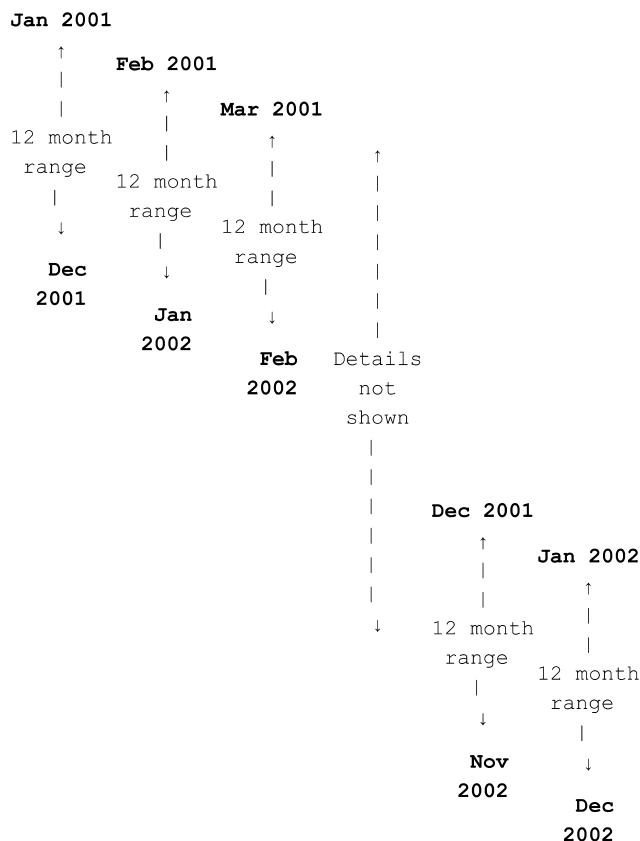 Jan 2001
12 month
range
Dec
2001
Feb 2001
12 month
range
Jan
2002
Mar 2001
12 month
range
Feb
2002
Details
not
shown
Dec 2001
12 month
range
Nov
2002
Jan 2002
12 month
range
Dec
2002